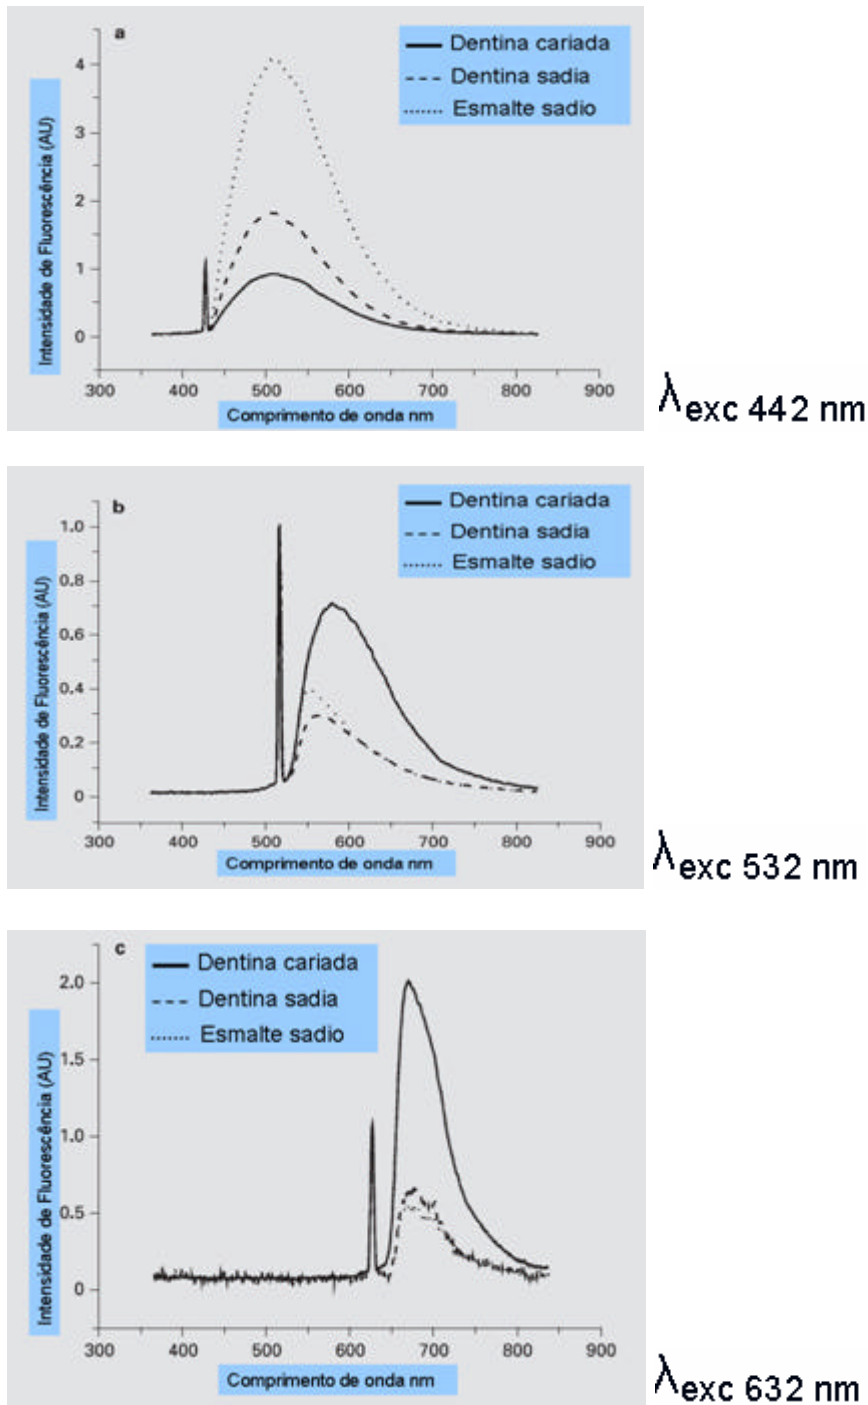 a
Dentina cariada
Dentina sadia
Esmalte sadio
Intensidade de Fluorescência (AU)
4
3
2
1
0
300 400 500 600 700 800 900
Comprimento de onda nm
λexc 442 nm
b
Dentina cariada
Dentina sadia
Esmalte sadio
Intensidade de Fluorescência (AU)
1.0
0.8
0.6
0.4
0.2
0
300 400 500 600 700 800 900
Comprimento de onda nm
λexc 532 nm
c
Dentina cariada
Dentina sadia
Esmalte sadio
Intensidade de Fluorescência (AU)
2.0
1.5
1.0
0.5
0
300 400 500 600 700 800 900
Comprimento de onda nm
λexc 632 nm